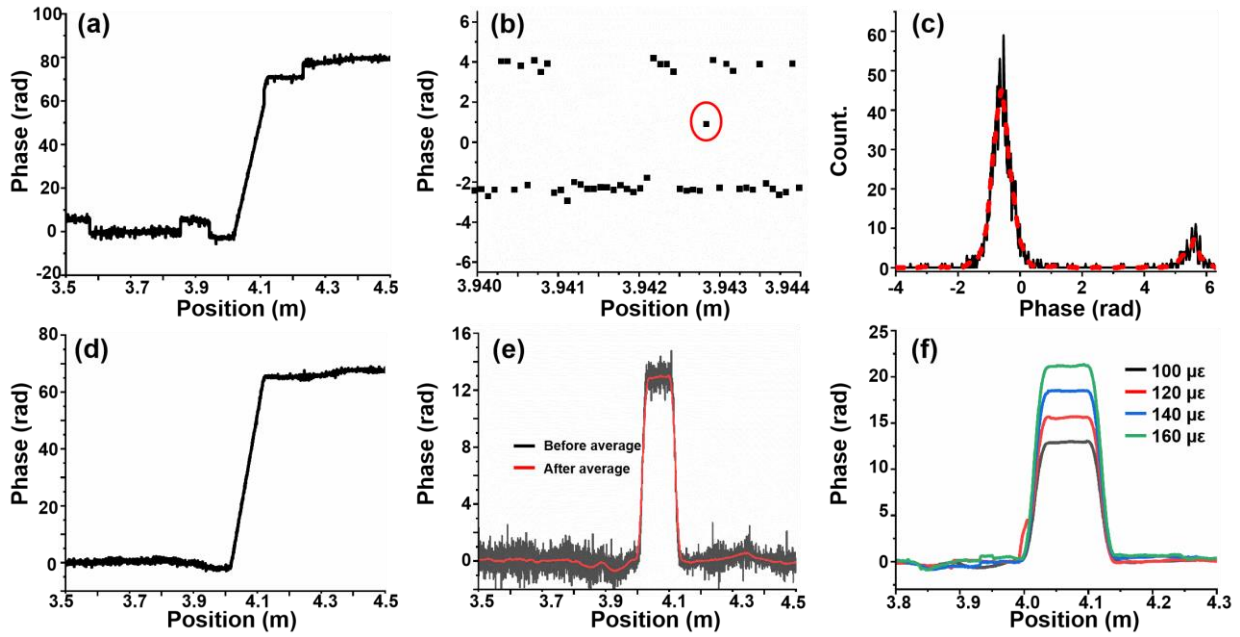 (a)
100
80
60
40
20
0
-20
Phase (rad)
3.5 3.7 3.9 4.1 4.3 4.5
Position (m)
(b)
6
4
2
0
-2
-4
-6
Phase (rad)
3.940 3.941 3.942 3.943 3.944
Position (m)
(c)
60
50
40
30
20
10
0
Count.
-4 -2 0 2 4 6
Phase (rad)
(d)
80
60
40
20
0
Phase (rad)
3.5 3.7 3.9 4.1 4.3 4.5
Position (m)
(e)
16
12
8
4
0
Phase (rad)
Before average
After average
3.5 3.7 3.9 4.1 4.3 4.5
Position (m)
(f)
25
20
15
10
5
0
Phase (rad)
100 με
120 με
140 με
160 με
3.8 3.9 4.0 4.1 4.2 4.3
Position (m)